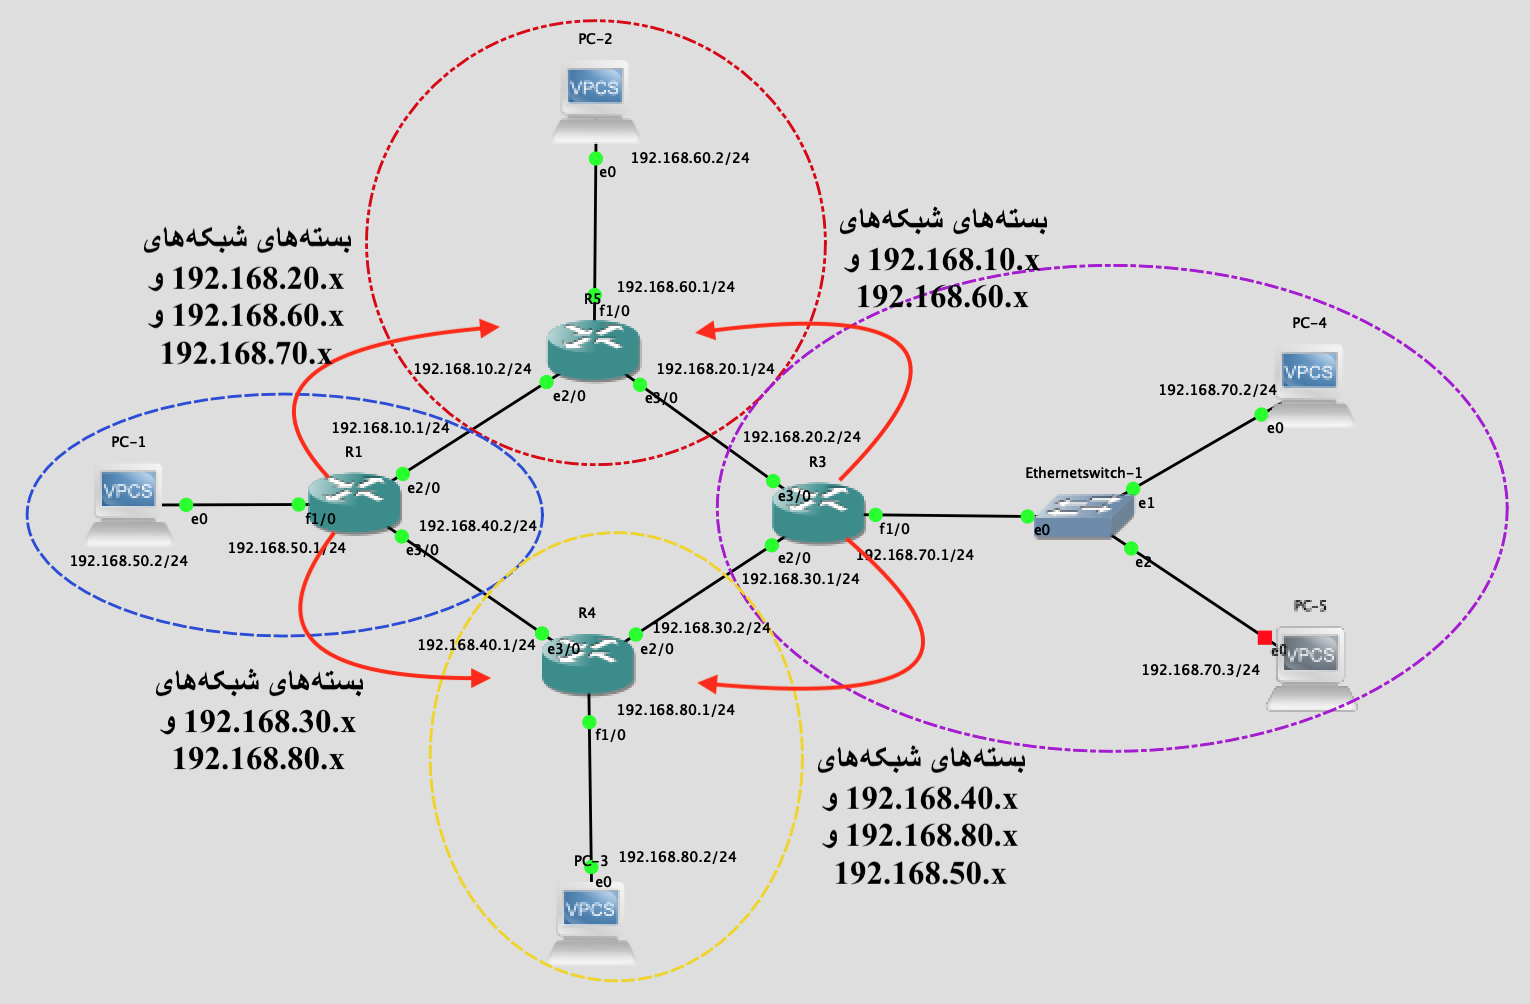 PC-2
VPCS
192.168.60.2/24
e0
بسته‌های شبکه‌های
192.168.20.x و
192.168.60.x و
192.168.70.x
بسته‌های شبکه‌های
192.168.10.x و
192.168.60.x
192.168.60.1/24
R5
f1/0
192.168.10.2/24
192.168.20.1/24
e2/0
e3/0
PC-4
VPCS
192.168.70.2/24
e0
192.168.10.1/24
R1
e2/0
PC-1
VPCS
e0
f1/0
192.168.50.1/24
192.168.50.2/24
192.168.40.2/24
e3/0
192.168.20.2/24
R3
e3/0
f1/0
192.168.70.1/24
e2/0
192.168.30.1/24
Ethernetswitch-1
e1
e0
e2
PC-5
e0
VPCS
192.168.70.3/24
R4
192.168.40.1/24
e3/0
192.168.30.2/24
e2/0
192.168.80.1/24
f1/0
بسته‌های شبکه‌های
192.168.30.x و
192.168.80.x
بسته‌های شبکه‌های
192.168.40.x و
192.168.80.x و
192.168.50.x
PC-3
192.168.80.2/24
e0
VPCS